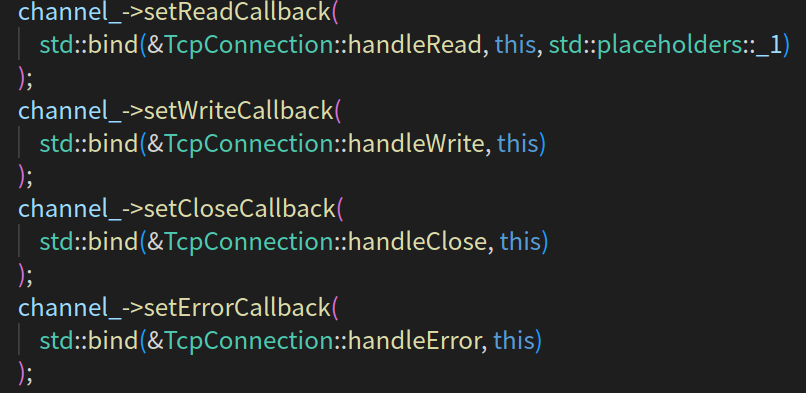 channel_->setReadCallback(
std::bind(&TcpConnection::handleRead, this, std::placeholders::_1)
);
channel_->setWriteCallback(
std::bind(&TcpConnection::handleWrite, this)
);
channel_->setCloseCallback(
std::bind(&TcpConnection::handleClose, this)
);
channel_->setErrorCallback(
std::bind(&TcpConnection::handleError, this)
);